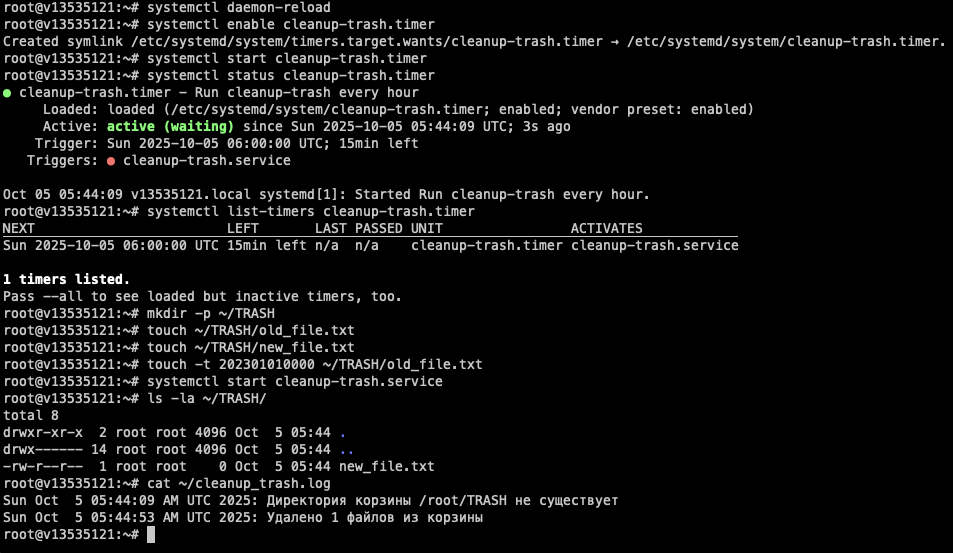 root@v13535121:~# systemctl daemon-reload
root@v13535121:~# systemctl enable cleanup-trash.timer
Created symlink /etc/systemd/system/timers.target.wants/cleanup-trash.timer → /etc/systemd/system/cleanup-trash.timer.
root@v13535121:~# systemctl start cleanup-trash.timer
root@v13535121:~# systemctl status cleanup-trash.timer
● cleanup-trash.timer - Run cleanup-trash every hour
     Loaded: loaded (/etc/systemd/system/cleanup-trash.timer; enabled; vendor preset: enabled)
     Active: active (waiting) since Sun 2025-10-05 05:44:09 UTC; 3s ago
    Trigger: Sun 2025-10-05 06:00:00 UTC; 15min left
   Triggers: ● cleanup-trash.service
Oct 05 05:44:09 v13535121.local systemd[1]: Started Run cleanup-trash every hour.
root@v13535121:~# systemctl list-timers cleanup-trash.timer
NEXT                        LEFT       LAST PASSED UNIT                ACTIVATES
Sun 2025-10-05 06:00:00 UTC 15min left n/a  n/a    cleanup-trash.timer cleanup-trash.service
1 timers listed.
Pass --all to see loaded but inactive timers, too.
root@v13535121:~# mkdir -p ~/TRASH
root@v13535121:~# touch ~/TRASH/old_file.txt
root@v13535121:~# touch ~/TRASH/new_file.txt
root@v13535121:~# touch -t 202301010000 ~/TRASH/old_file.txt
root@v13535121:~# systemctl start cleanup-trash.service
root@v13535121:~# ls -la ~/TRASH/
total 8
drwxr-xr-x  2 root root 4096 Oct  5 05:44 .
drwx------ 14 root root 4096 Oct  5 05:44 ..
-rw-r--r--  1 root root    0 Oct  5 05:44 new_file.txt
root@v13535121:~# cat ~/cleanup_trash.log
Sun Oct  5 05:44:09 AM UTC 2025: Директория корзины /root/TRASH не существует
Sun Oct  5 05:44:53 AM UTC 2025: Удалено 1 файлов из корзины
root@v13535121:~#